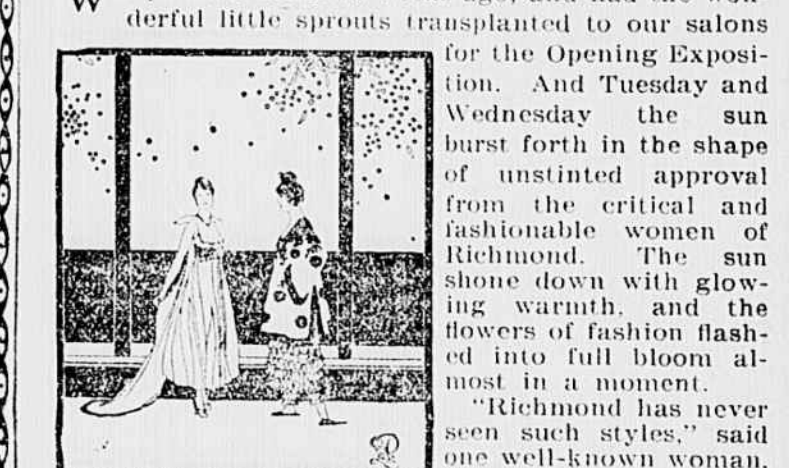 derful little sprouts transplanted to our salons
for the Opening Exposi-
tion. And Tuesday and
Wednesday the sun
burst forth in the shape
of unstinted approval
from the critical and
fashionable women of
Richmond. The sun
shone down with glow-
ing warmth, and the
flowers of fashion flash-
ed into full bloom al-
most in a moment.
"Richmond has never
seen such styles," said
one well-known woman.